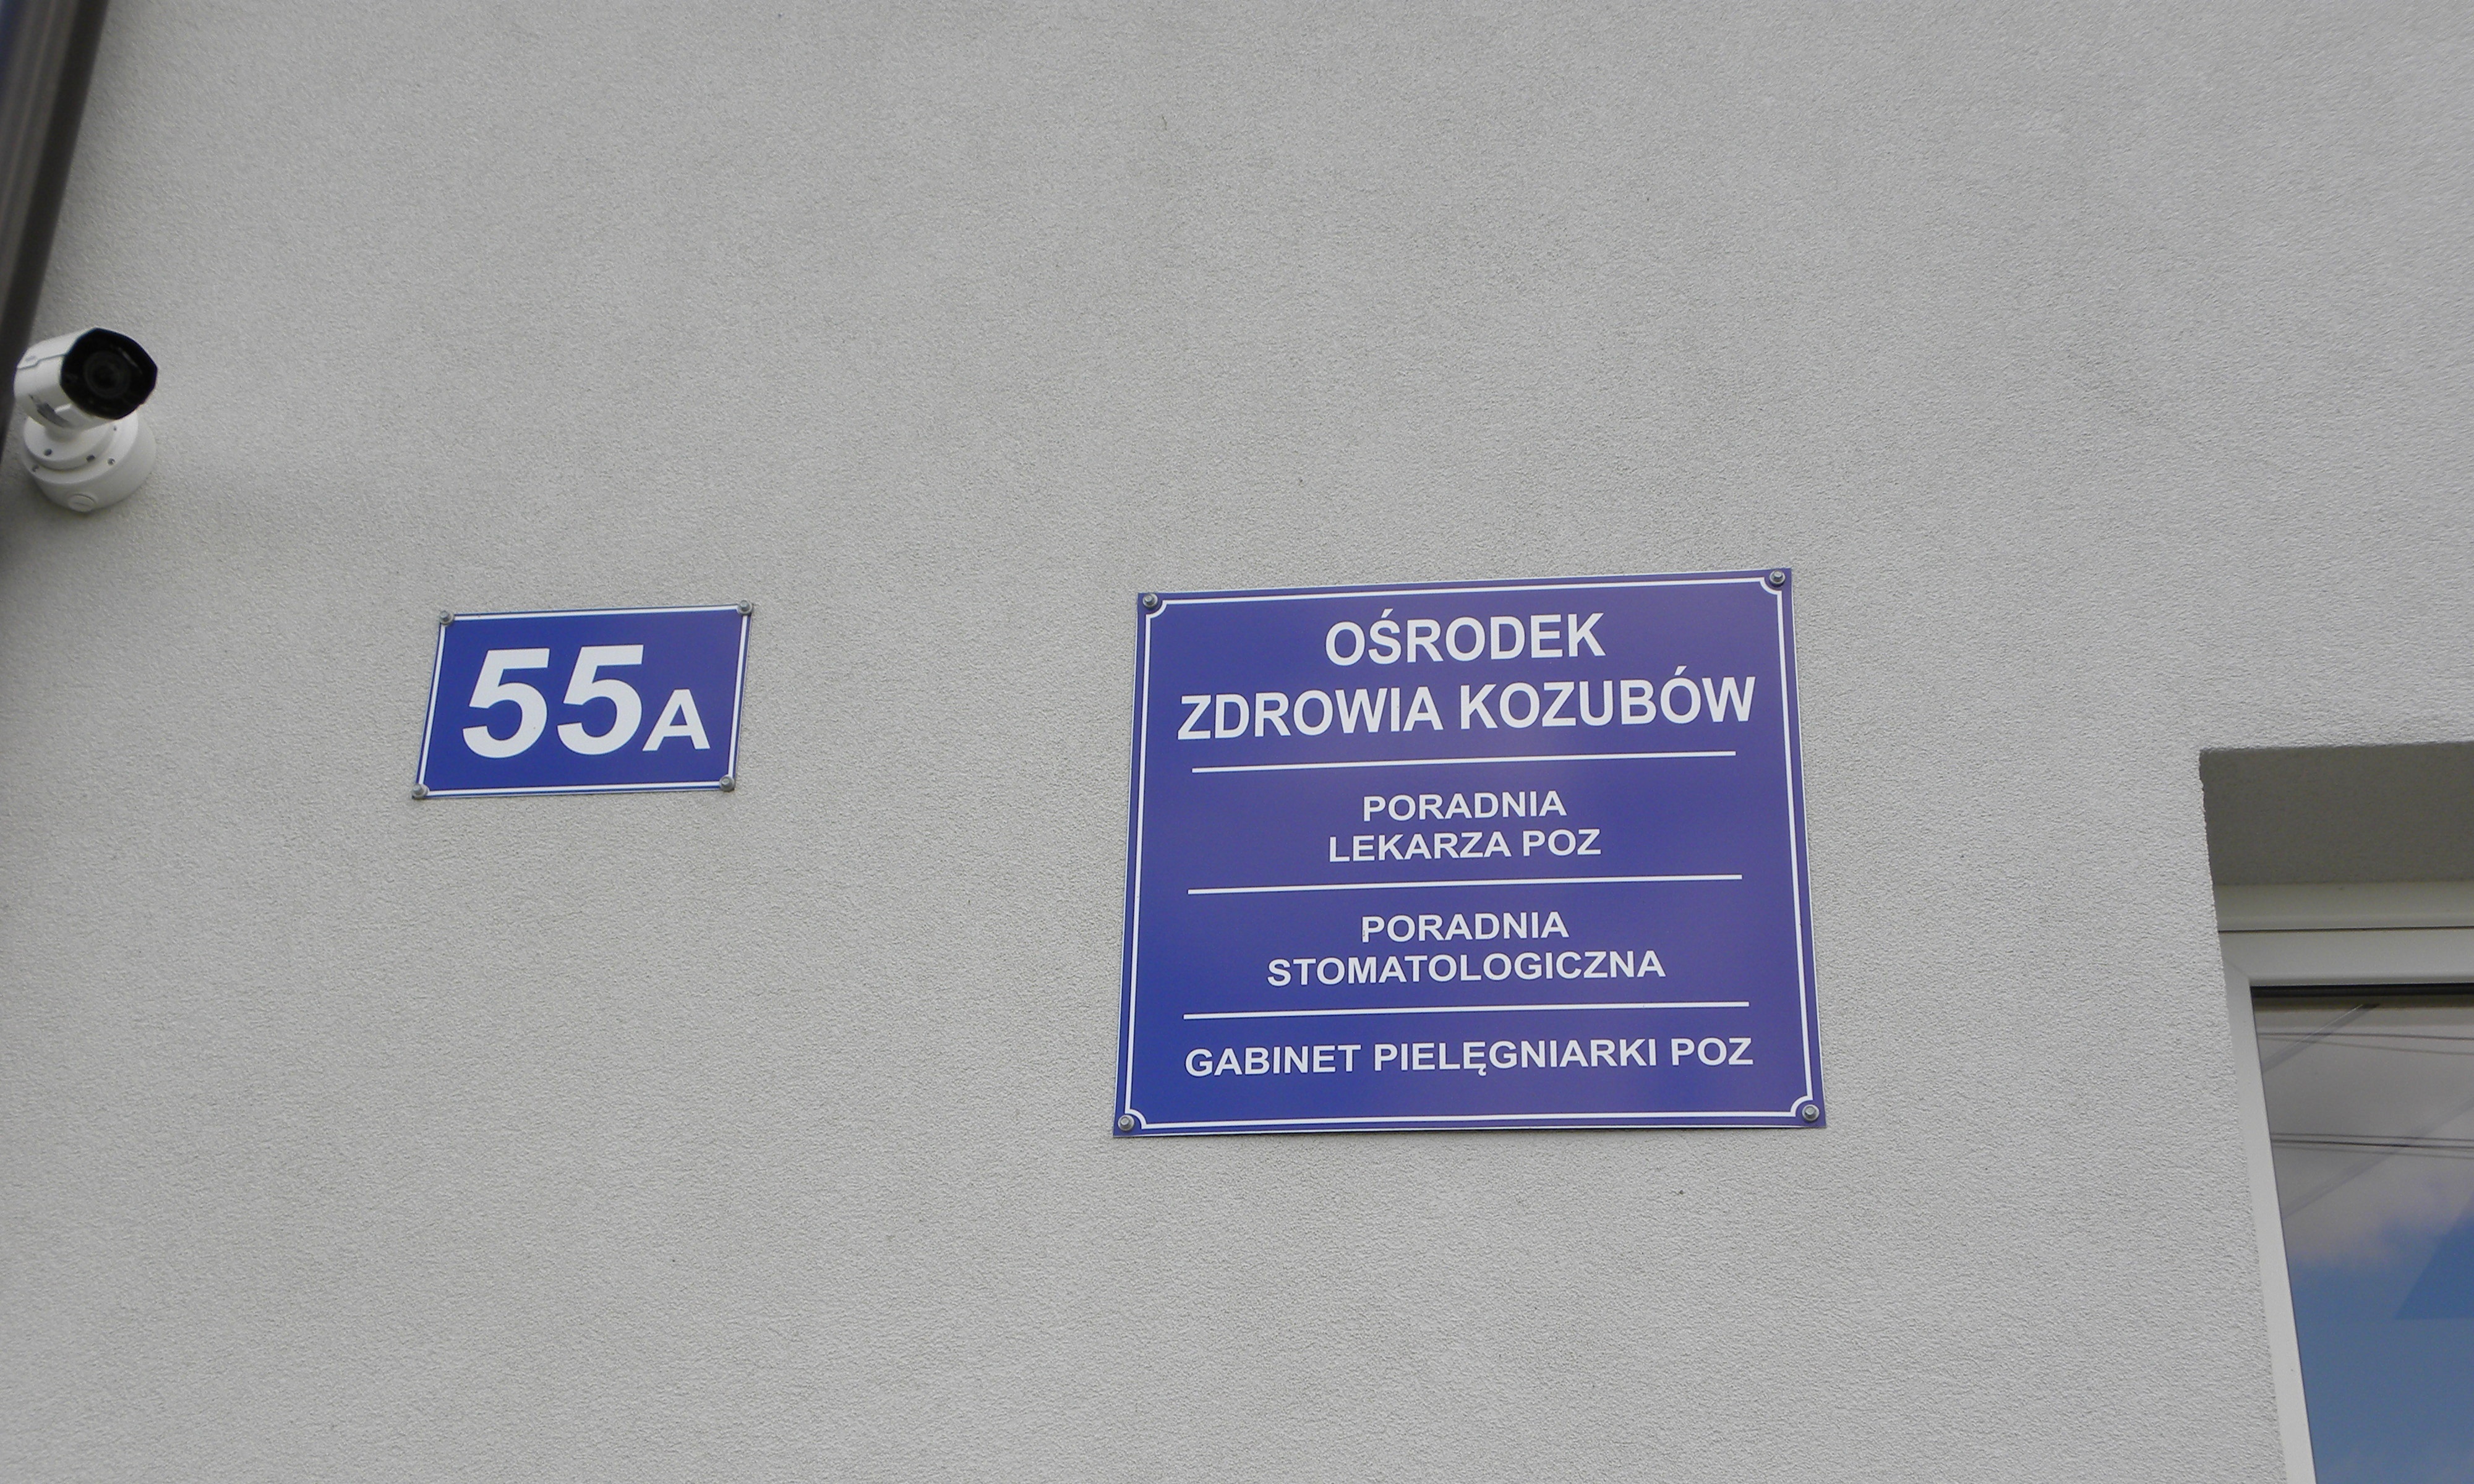 55A
OŚRODEK
ZDROWIA KOZUBÓW
PORADNIA
LEKARZA POZ
PORADNIA
STOMATOLOGICZNA
GABINET PIELĘGNIARKI POZ